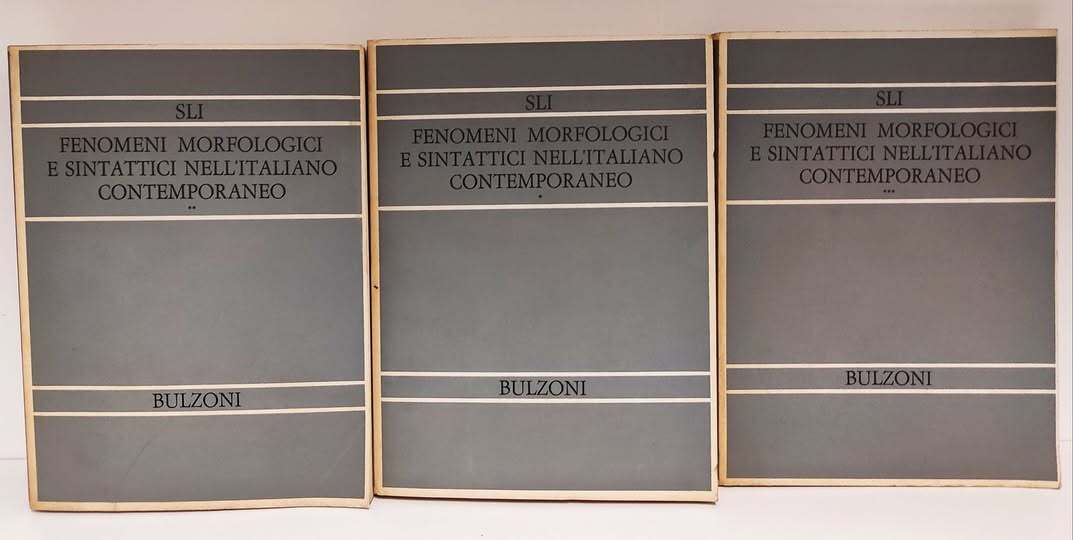 SLI
FENOMENI MORFOLOGICI
E SINTATTICI NELL'ITALIANO
CONTEMPORANEO
**
BULZONI
SLI
FENOMENI MORFOLOGICI
E SINTATTICI NELL'ITALIANO
CONTEMPORANEO
*
BULZONI
SLI
FENOMENI MORFOLOGICI
E SINTATTICI NELL'ITALIANO
CONTEMPORANEO
***
BULZONI